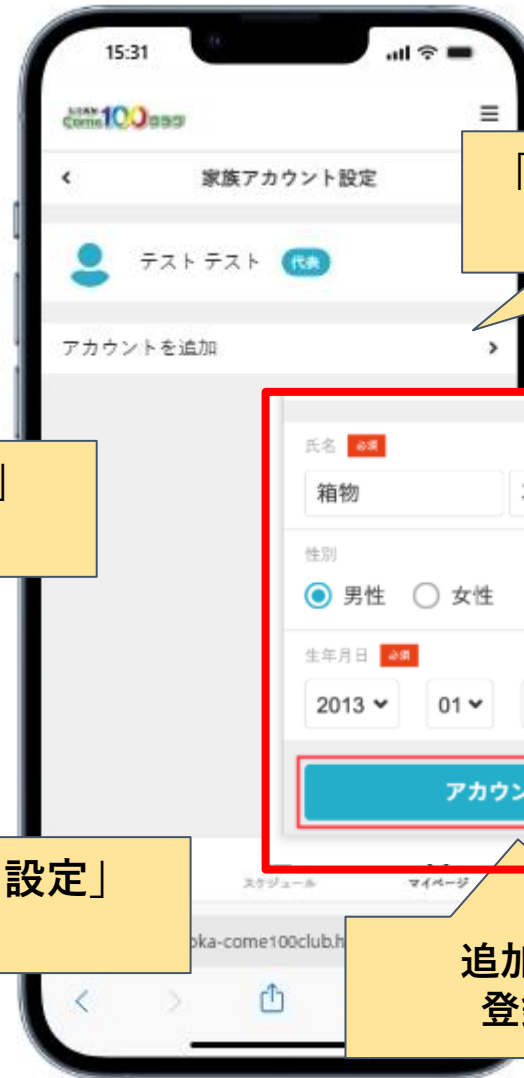 15:31
come100クラブ
家族アカウント設定
テスト テスト 代表
「
アカウントを追加
」
氏名 必須
箱物
性別
男性 女性
生年月日 必須
2013 01
アカウン
設定」
スケジュール マイページ
oka-come100club.h
追加
登